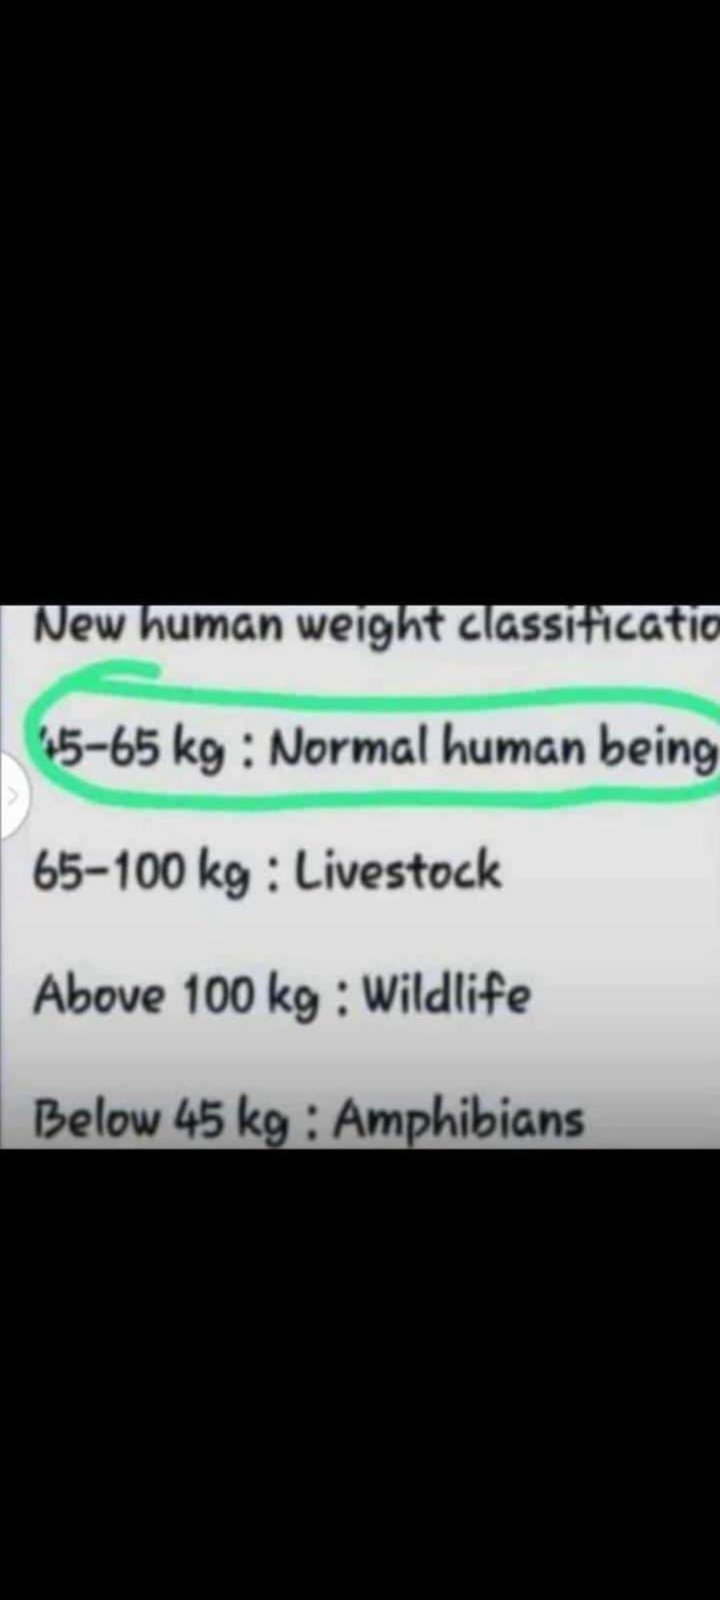 New human weight classificatio
45-65 kg : Normal human being
65-100 kg : Livestock
Above 100 kg : Wildlife
Below 45 kg : Amphibians